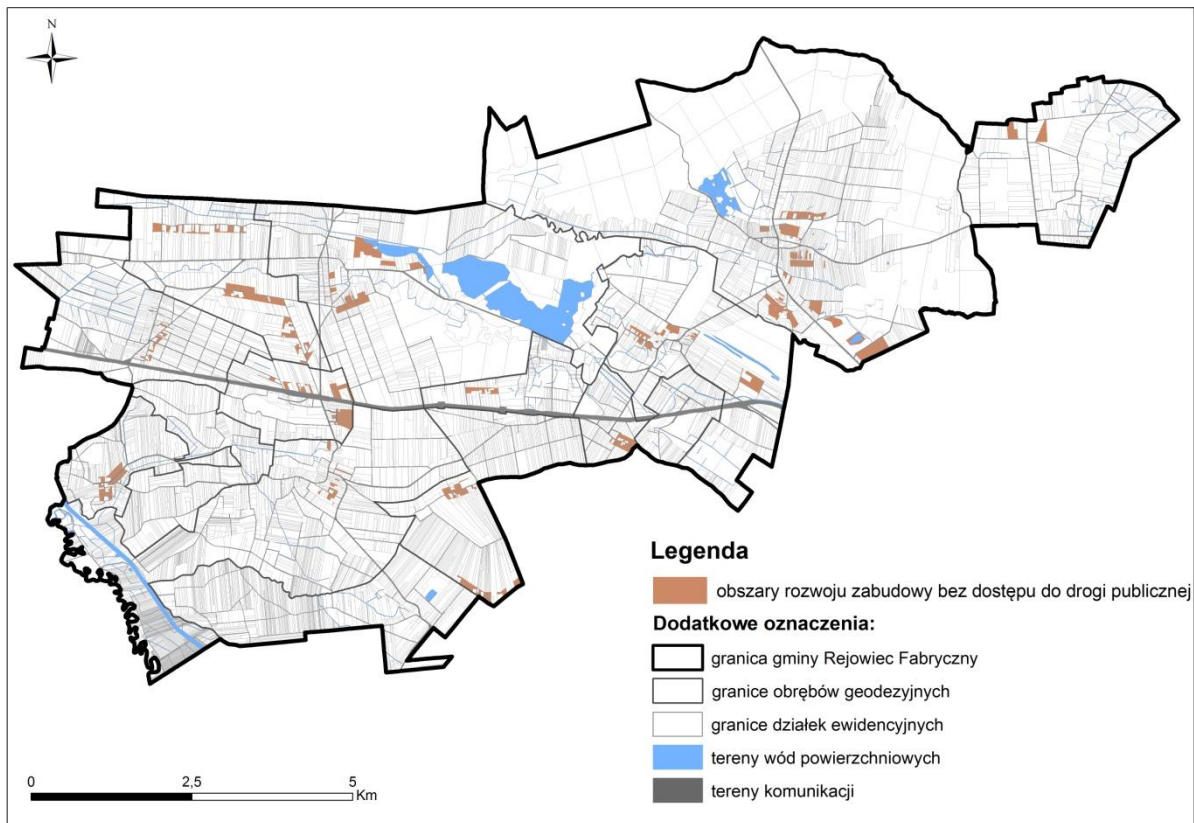 N
Legenda
obszary rozwoju zabudowy bez dostępu do drogi publicznej
Dodatkowe oznaczenia:
granica gminy Rejowiec Fabryczny
granice obrębów geodezyjnych
granice działek ewidencyjnych
tereny wód powierzchniowych
tereny komunikacji
0 2,5 5
Km